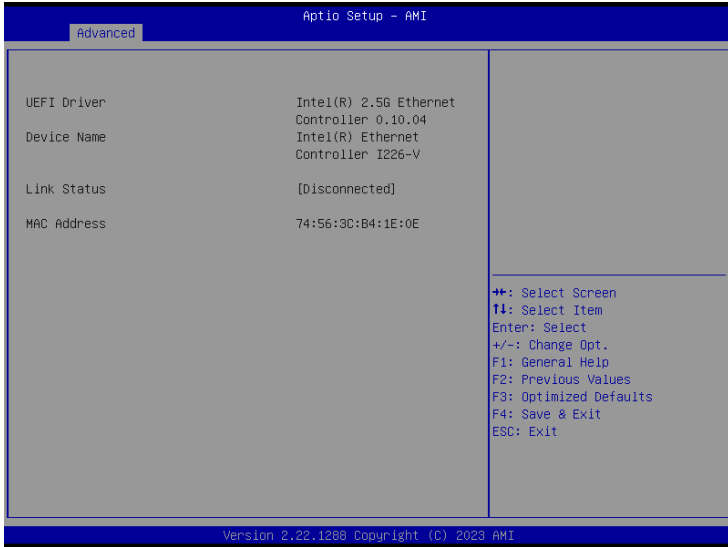 Aptio Setup - AMI
Advanced
UEFI Driver Intel(R) 2.5G Ethernet
Controller 0.10.04
Device Name Intel(R) Ethernet
Controller I226-V
Link Status [Disconnected]
MAC Address 74:56:3C:B4:1E:0E
→←: Select Screen
↑↓: Select Item
Enter: Select
+/-: Change Opt.
F1: General Help
F2: Previous Values
F3: Optimized Defaults
F4: Save & Exit
ESC: Exit
Version 2.22.1288 Copyright (C) 2023 AMI